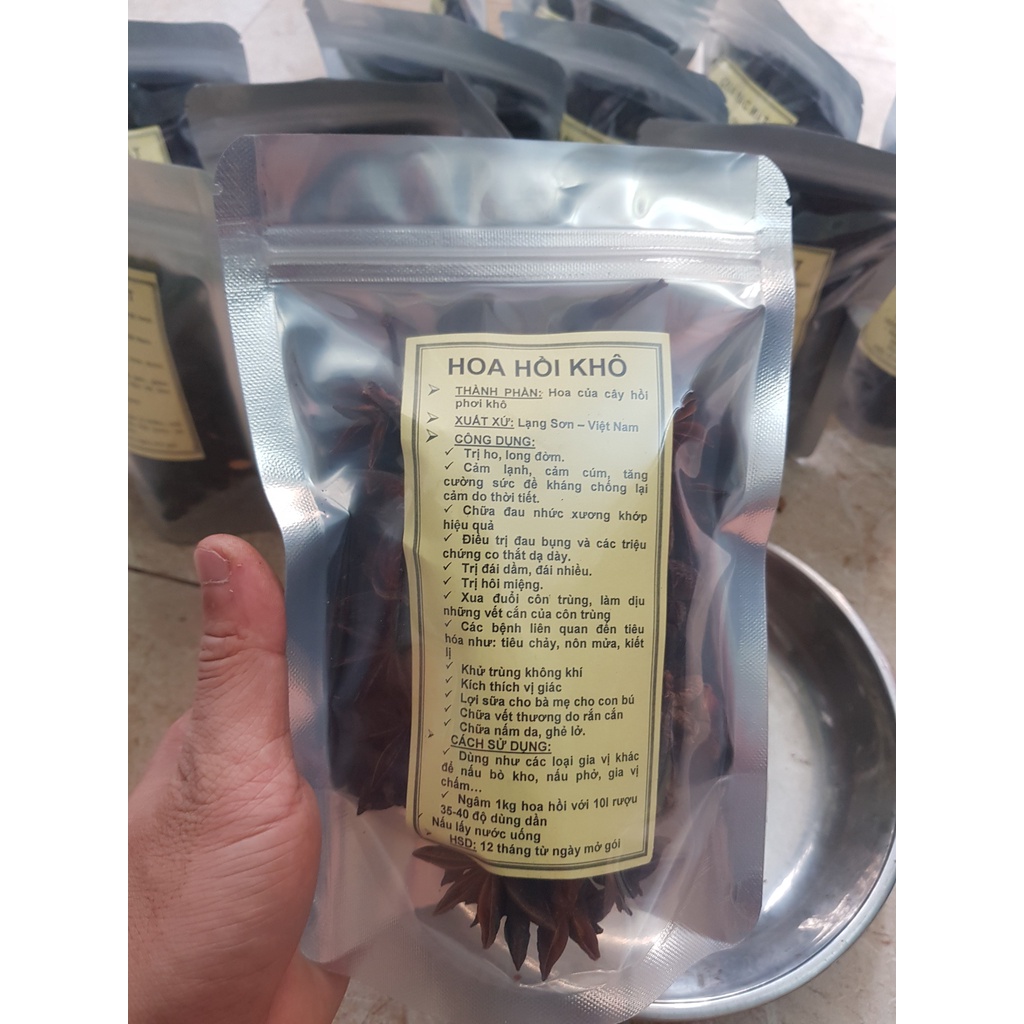 HOA HỒI KHÔ
➢ THÀNH PHẦN: Hoa của cây hồi
phơi khô
➢ XUẤT XỨ: Lạng Sơn – Việt Nam
➢ CÔNG DỤNG:
✓ Trị ho, long đờm.
✓ Cảm lạnh, cảm cúm, tăng
cường sức đề kháng chống lại
cảm do thời tiết.
✓ Chữa đau nhức xương khớp
hiệu quả
✓ Điều trị đau bụng và các triệu
chứng co thắt dạ dày.
✓ Trị đái dầm, đái nhiều.
✓ Trị hôi miệng.
✓ Xua đuổi côn trùng, làm dịu
những vết cắn của côn trùng
✓ Các bệnh liên quan đến tiêu
hóa như: tiêu chảy, nôn mửa, kiết
lị
✓ Khử trùng không khí
✓ Kích thích vị giác
✓ Lợi sữa cho bà mẹ cho con bú
✓ Chữa vết thương do rắn cắn
✓ Chữa nấm da, ghẻ lở.
➢ CÁCH SỬ DỤNG:
✓ Dùng như các loại gia vị khác
để nấu bò kho, nấu phở, gia vị
chấm...
✓ Ngâm 1kg hoa hồi với 10l rượu
35-40 độ dùng dần
✓ Nấu lấy nước uống
➢ HSD: 12 tháng từ ngày mở gói